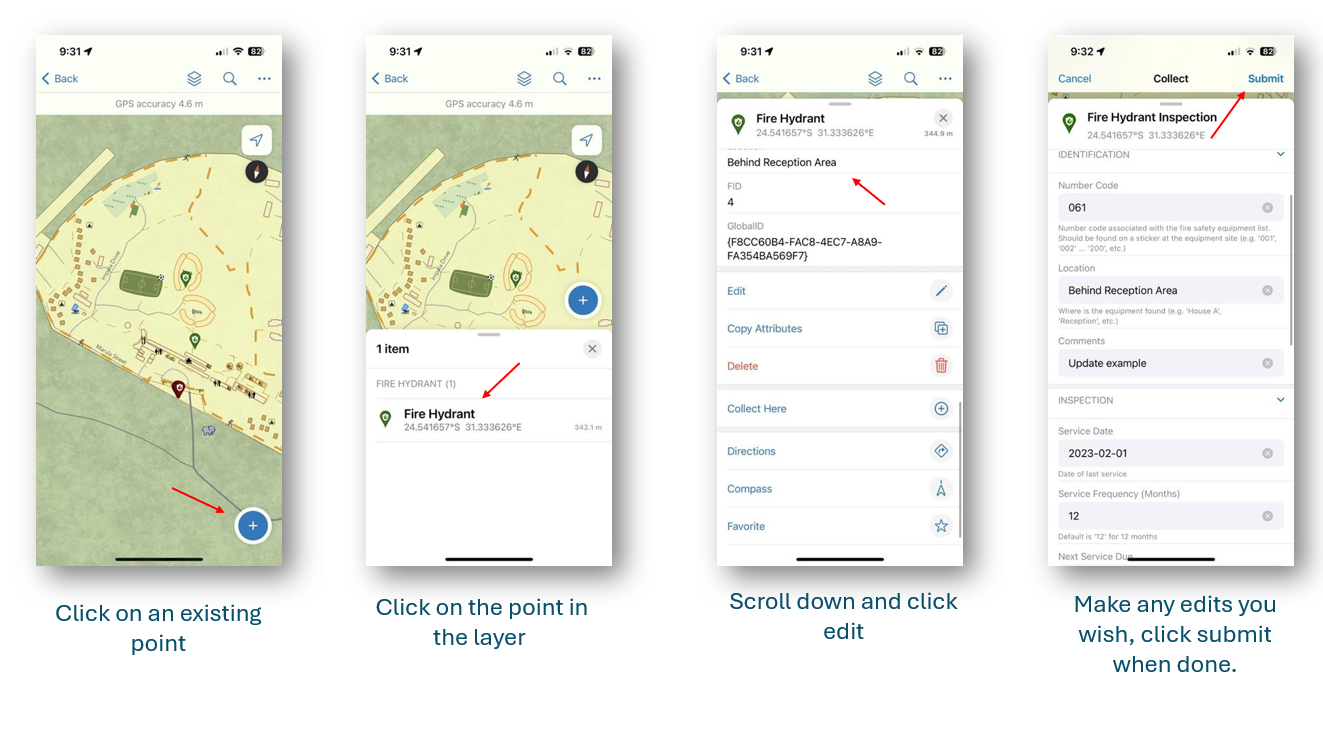 9:31
82
Back
GPS accuracy 4.6 m
Impala Drive
Marula Street
Click on an existing
point
9:31
82
Back
GPS accuracy 4.6 m
Impala Drive
1 item
FIRE HYDRANT (1)
Fire Hydrant
24.541657°S 31.333626°E
342.1 m
Click on the point in
the layer
9:31
82
Back
Fire Hydrant
24.541657°S 31.333626°E
344.9 m
Location
Behind Reception Area
FID
4
GlobalID
{F8CC60B4-FAC8-4EC7-A8A9-
FA354BA569F7}
Edit
Copy Attributes
Delete
Collect Here
Directions
Compass
Favorite
Scroll down and click
edit
9:32
82
Cancel
Collect
Submit
Fire Hydrant Inspection
24.541657°S 31.333626°E
IDENTIFICATION
Number Code
061
Number code associated with the fire safety equipment list.
Should be found on a sticker at the equipment site (e.g. '001',
'002' ... '200', etc.)
Location
Behind Reception Area
Where is the equipment found (e.g. 'House A',
'Reception', etc.)
Comments
Update example
INSPECTION
Service Date
2023-02-01
Date of last service
Service Frequency (Months)
12
Default is '12' for 12 months
Next Service Due
Make any edits you
wish, click submit
when done.